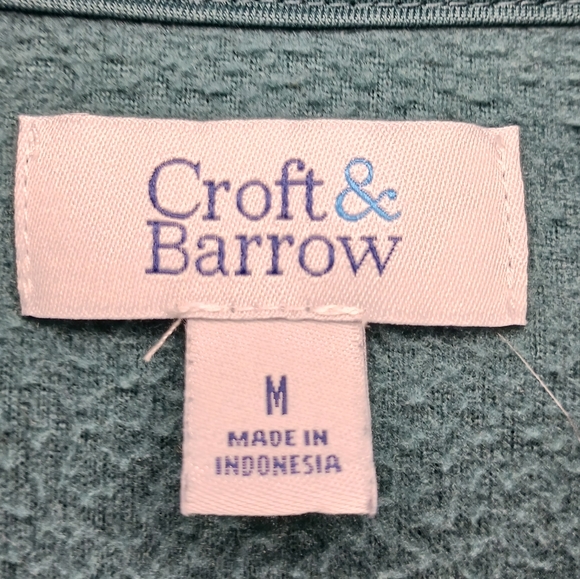 Croft &
Barrow
M
MADE IN
INDONESIA